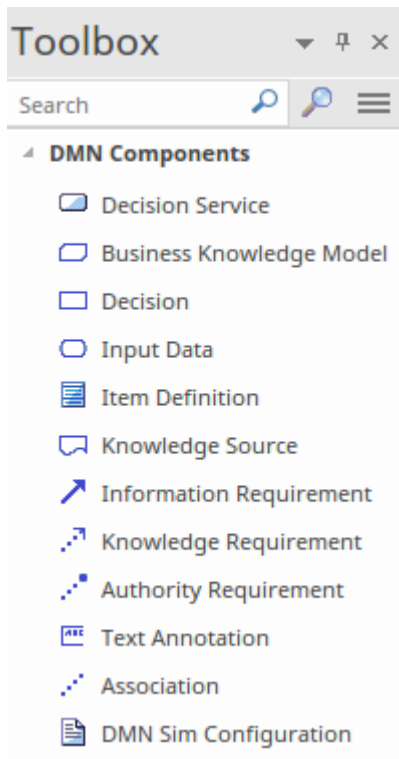 Toolbox
Search
DMN Components
Decision Service
Business Knowledge Model
Decision
Input Data
Item Definition
Knowledge Source
Information Requirement
Knowledge Requirement
Authority Requirement
ABC Text Annotation
Association
DMN Sim Configuration